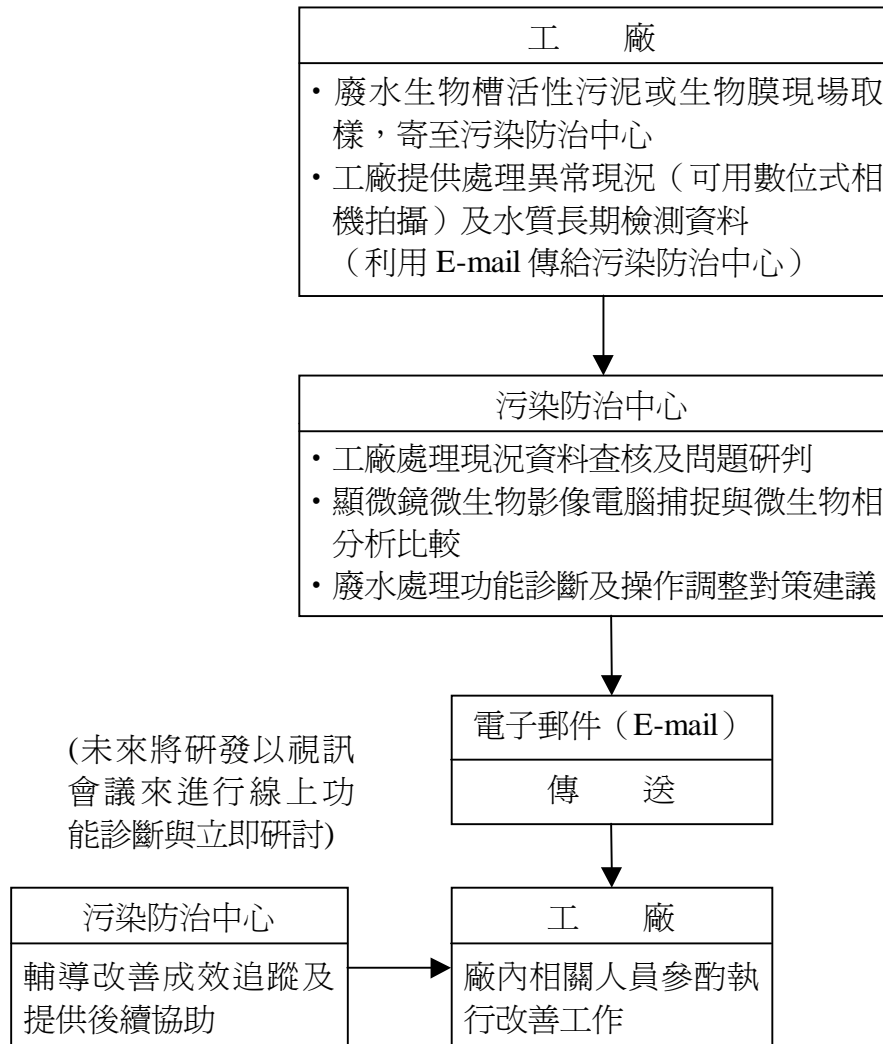 工　　廠
・廢水生物槽活性污泥或生物膜現場取
樣，寄至污染防治中心
・工廠提供處理異常現況（可用數位式相
機拍攝）及水質長期檢測資料
（利用 E-mail 傳給污染防治中心）
污染防治中心
・工廠處理現況資料查核及問題研判
・顯微鏡微生物影像電腦捕捉與微生物相
分析比較
・廢水處理功能診斷及操作調整對策建議
電子郵件（E-mail）
傳　　送
(未來將研發以視訊
會議來進行線上功
能診斷與立即研討)
污染防治中心
輔導改善成效追蹤及
提供後續協助
工　　廠
廠內相關人員參酌執
行改善工作